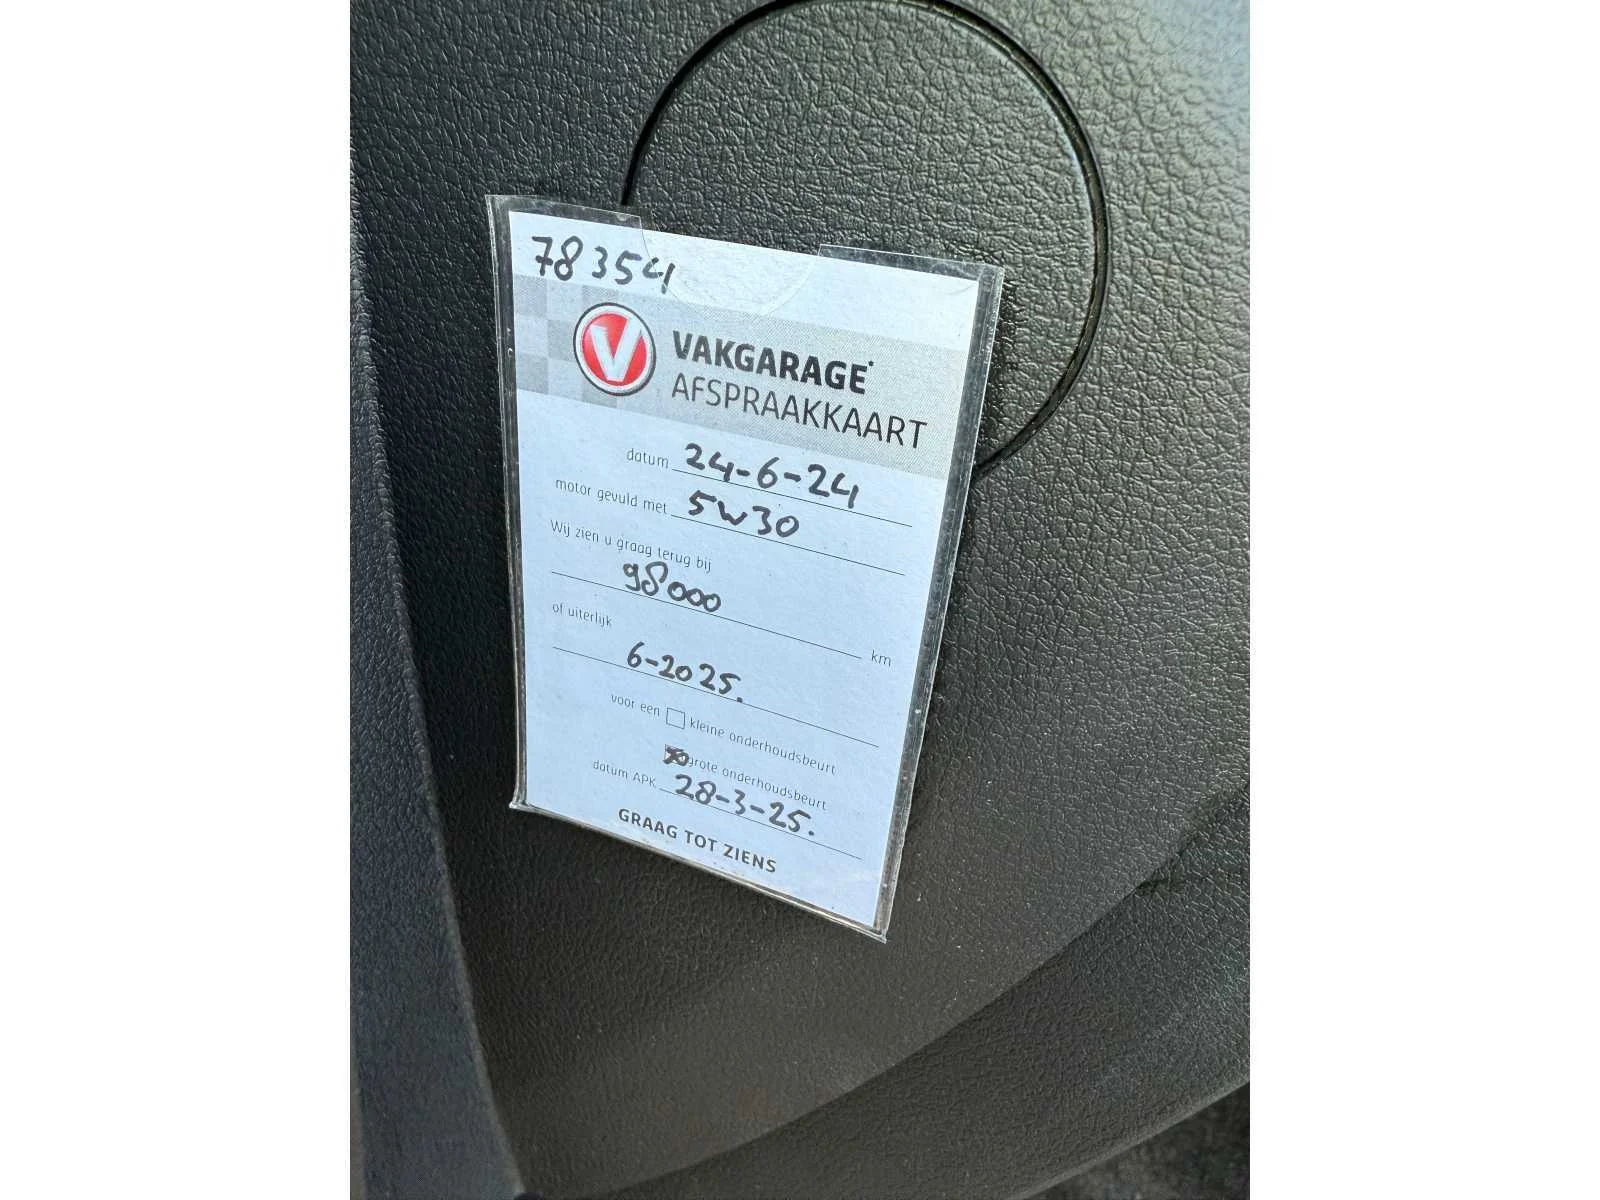 78354
V VAKGARAGE
AFSPRAAKKAART
datum 24-6-24
motor gevuld met 5W30
Wij zien u graag terug bij
98000 km
of uiterlijk
6-2025.
voor een kleine onderhoudsbeurt
grote onderhoudsbeurt
datum APK 28-3-25.
GRAAG TOT ZIENS